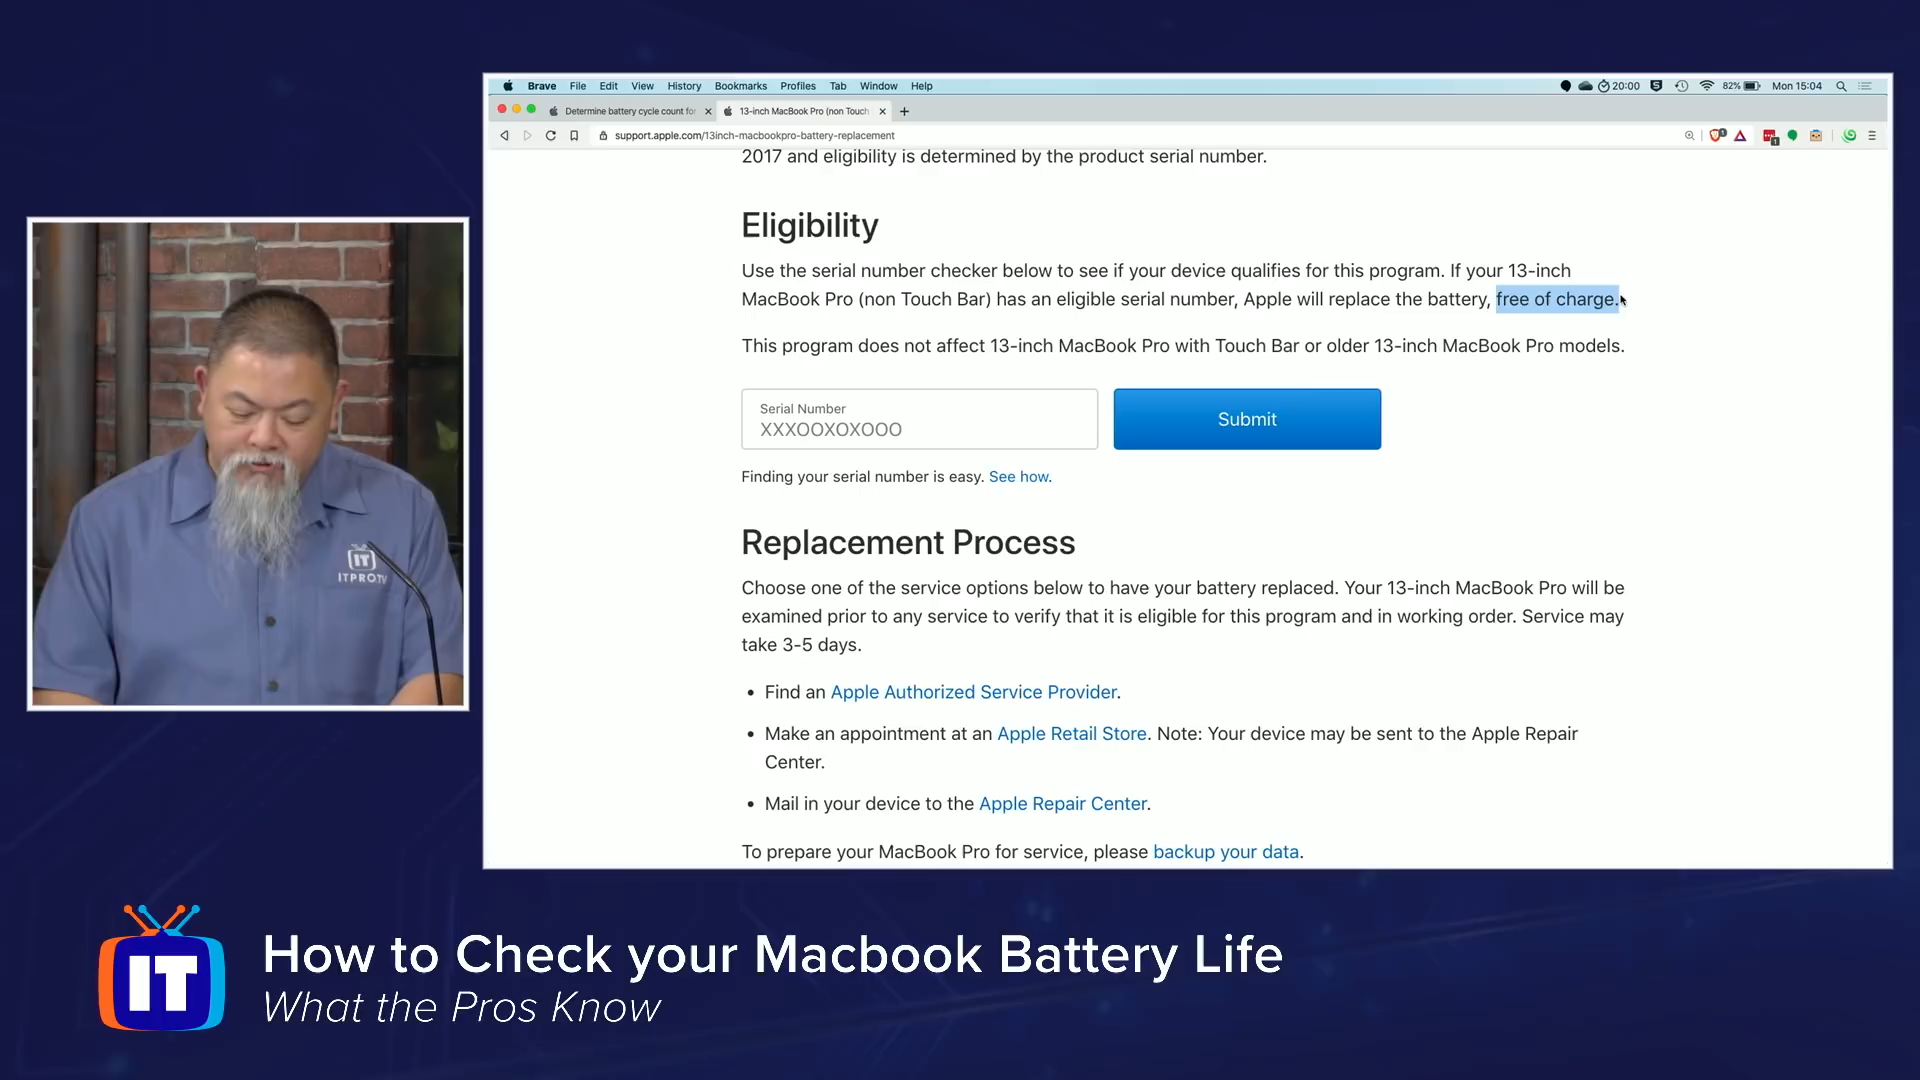 Brave File Edit View History Bookmarks Profiles Tab Window Help 20:00 82% Mon 15:04
Determine battery cycle count for 13-inch MacBook Pro (non Touch
support.apple.com/13inch-macbookpro-battery-replacement
2017 and eligibility is determined by the product serial number.
Eligibility
Use the serial number checker below to see if your device qualifies for this program. If your 13-inch
MacBook Pro (non Touch Bar) has an eligible serial number, Apple will replace the battery, free of charge.
This program does not affect 13-inch MacBook Pro with Touch Bar or older 13-inch MacBook Pro models.
Serial Number
XXXOOXOXOOO
Submit
Finding your serial number is easy. See how.
Replacement Process
Choose one of the service options below to have your battery replaced. Your 13-inch MacBook Pro will be
examined prior to any service to verify that it is eligible for this program and in working order. Service may
take 3-5 days.
• Find an Apple Authorized Service Provider.
• Make an appointment at an Apple Retail Store. Note: Your device may be sent to the Apple Repair
Center.
• Mail in your device to the Apple Repair Center.
To prepare your MacBook Pro for service, please backup your data.
IT
ITPRO.TV
IT
How to Check your Macbook Battery Life
What the Pros Know